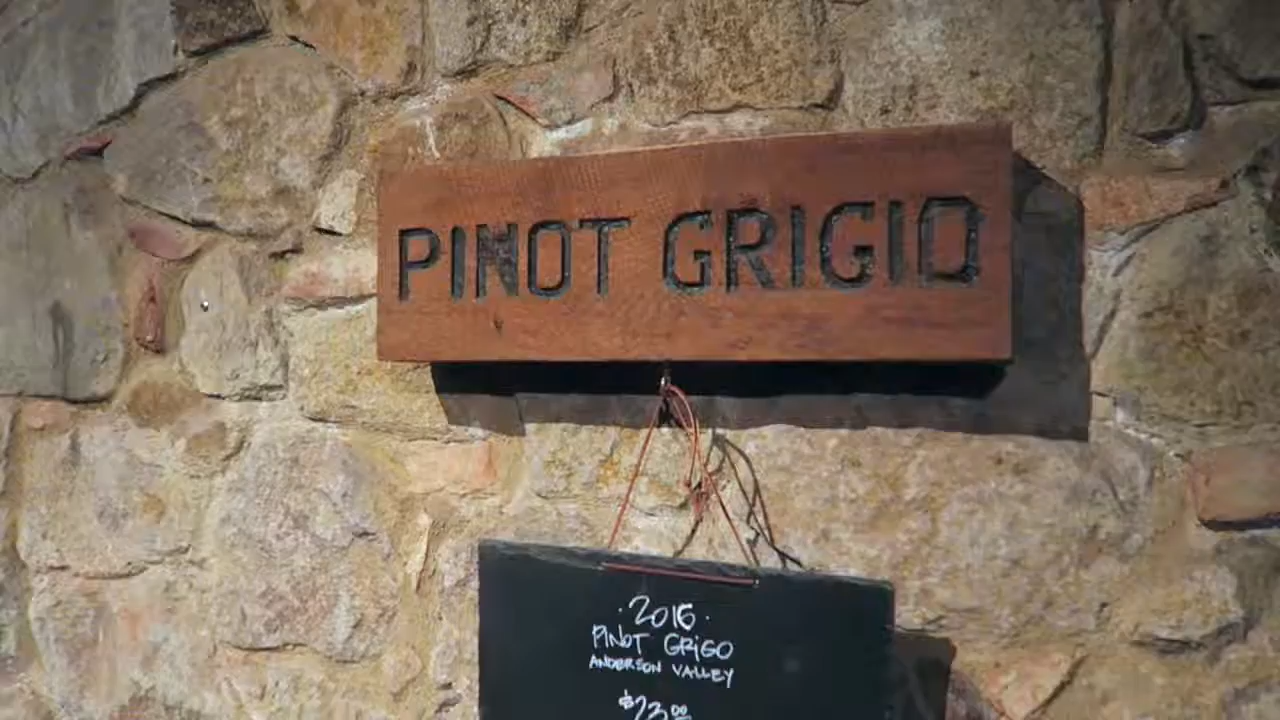 PINOT GRIGIO
·2016·
PINOT GRIGO
ANDERSON VALLEY
$23.00